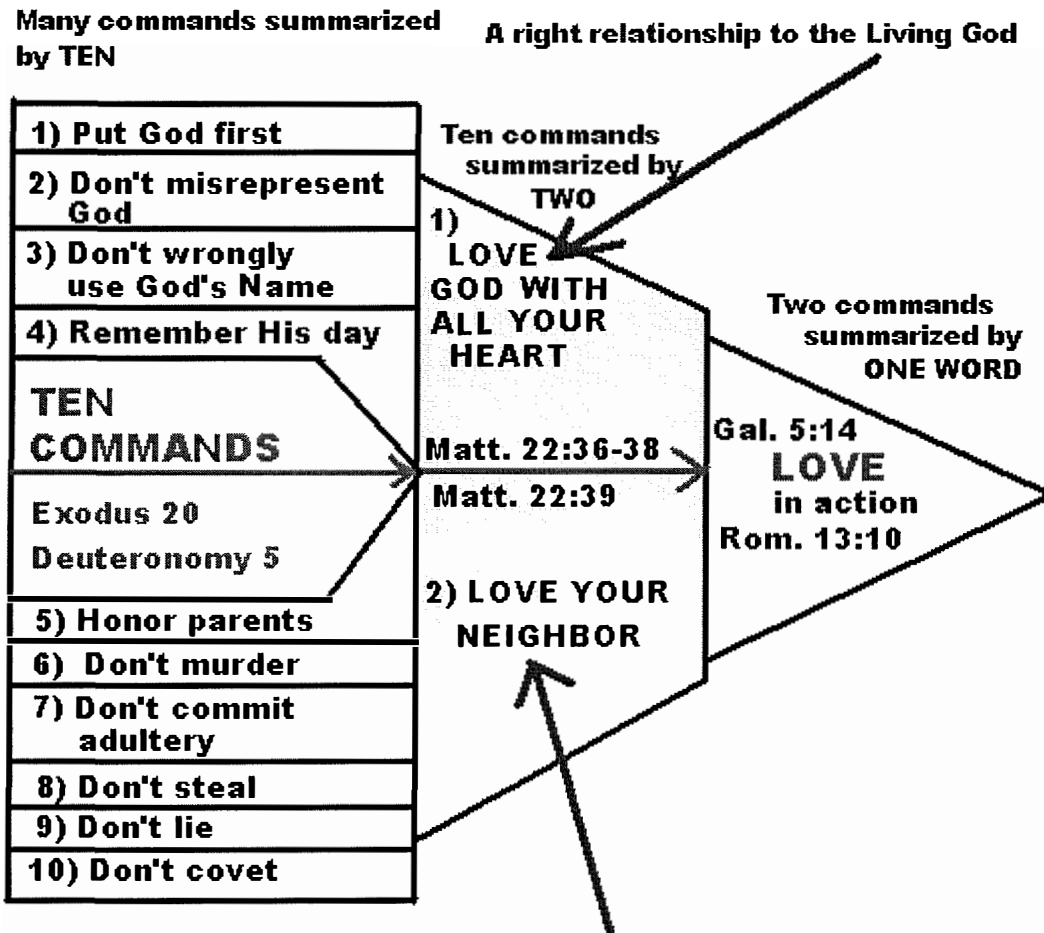 Many commands summarized
by TEN
A right relationship to the Living God
1) Put God first
2) Don't misrepresent
God
3) Don't wrongly
use God's Name
4) Remember His day
TEN
COMMANDS
Exodus 20
Deuteronomy 5
5) Honor parents
6) Don't murder
7) Don't commit
adultery
8) Don't steal
9) Don't lie
10) Don't covet
Ten commands
summarized by
TWO
1)
LOVE
GOD WITH
ALL YOUR
HEART
Matt. 22:36-38
Matt. 22:39
2) LOVE YOUR
NEIGHBOR
Two commands
summarized by
ONE WORD
Gal. 5:14
LOVE
in action
Rom. 13:10